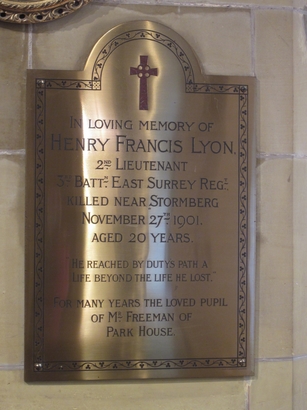 IN LOVING MEMORY OF
HENRY FRANCIS LYON,
2ND LIEUTENANT
3RD BATTN EAST SURREY REGT
KILLED NEAR STORMBERG
NOVEMBER 27TH 1901.
AGED 20 YEARS.
"HE REACHED BY DUTYS PATH A
LIFE BEYOND THE LIFE HE LOST."
FOR MANY YEARS THE LOVED PUPIL
OF MR FREEMAN OF
PARK HOUSE.